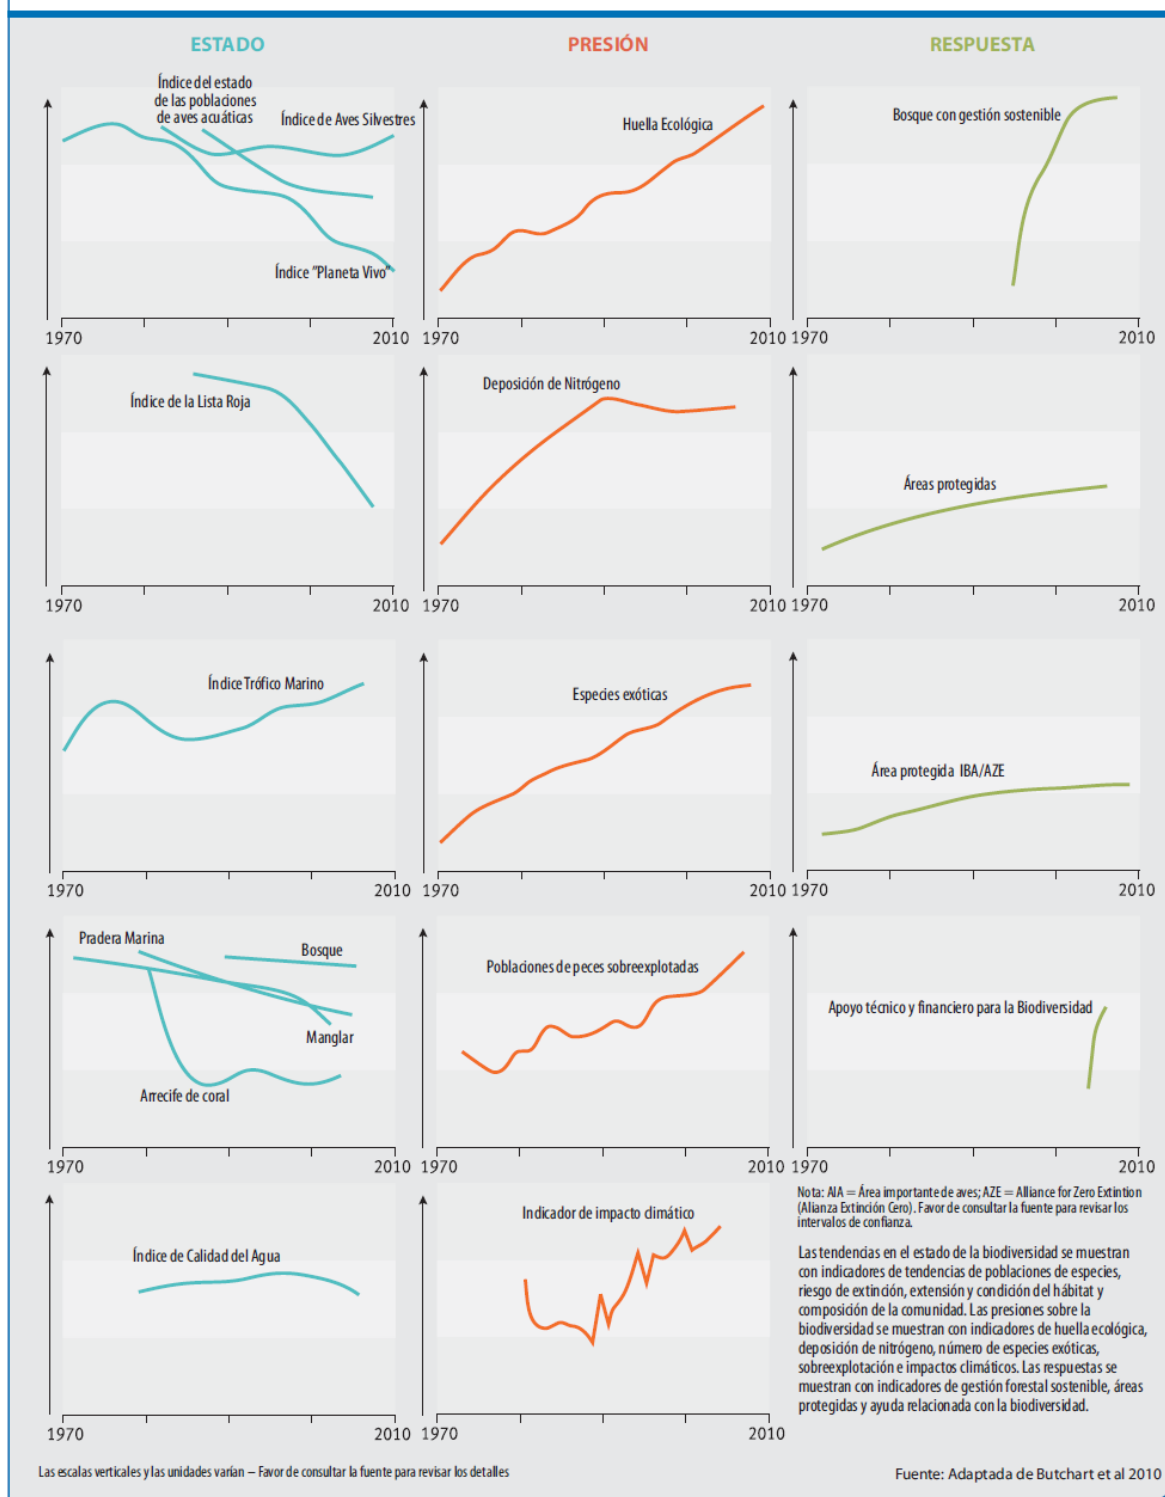 ESTADO
PRESIÓN
RESPUESTA
Índice del estado
de las poblaciones
de aves acuáticas
Índice de Aves Silvestres
Índice "Planeta Vivo"
1970
2010
Huella Ecológica
1970
2010
Bosque con gestión sostenible
1970
2010
Índice de la Lista Roja
1970
2010
Deposición de Nitrógeno
1970
2010
Áreas protegidas
1970
2010
Índice Trófico Marino
1970
2010
Especies exóticas
1970
2010
Área protegida IBA/AZE
1970
2010
Pradera Marina
Bosque
Manglar
Arrecife de coral
1970
2010
Poblaciones de peces sobreexplotadas
1970
2010
Apoyo técnico y financiero para la Biodiversidad
1970
2010
Índice de Calidad del Agua
1970
2010
Indicador de impacto climático
1970
2010
Nota: AIA = Área importante de aves; AZE = Alliance for Zero Extintion
(Alianza Extinción Cero). Favor de consultar la fuente para revisar los
intervalos de confianza.
Las tendencias en el estado de la biodiversidad se muestran
con indicadores de tendencias de poblaciones de especies,
riesgo de extinción, extensión y condición del hábitat y
composición de la comunidad. Las presiones sobre la
biodiversidad se muestran con indicadores de huella ecológica,
deposición de nitrógeno, número de especies exóticas,
sobreexplotación e impactos climáticos. Las respuestas se
muestran con indicadores de gestión forestal sostenible, áreas
protegidas y ayuda relacionada con la biodiversidad.
Las escalas verticales y las unidades varían – Favor de consultar la fuente para revisar los detalles
Fuente: Adaptada de Butchart et al 2010